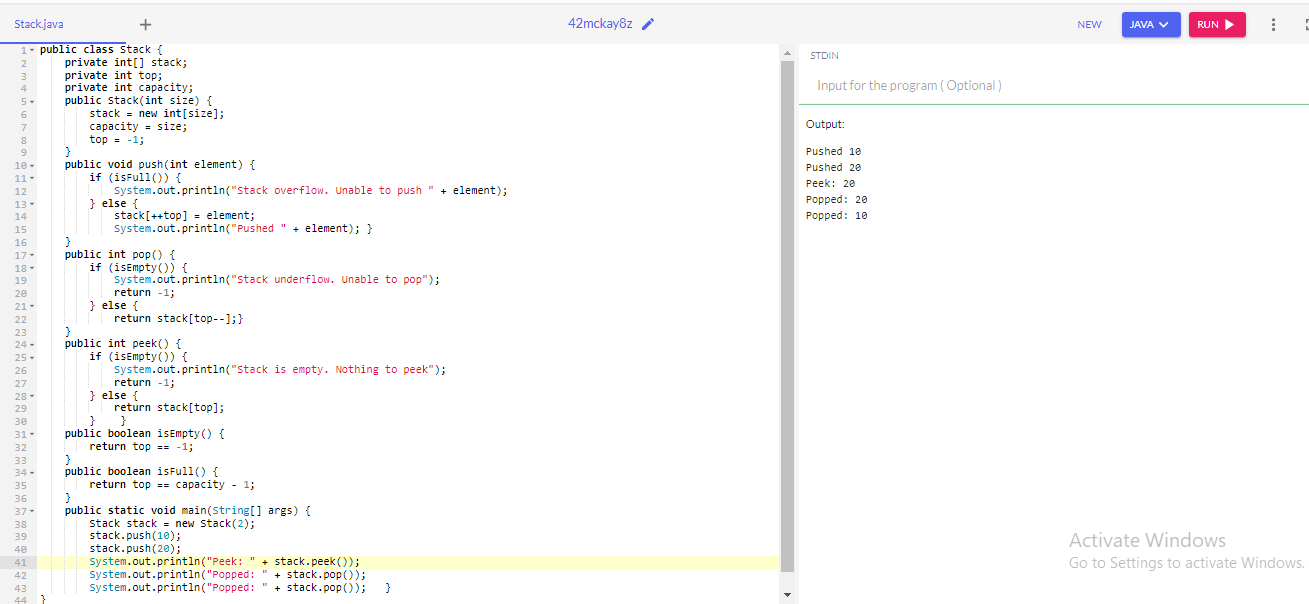 Stack.java + 42mckay8z NEW JAVA RUN
1 public class Stack {
2     private int[] stack;
3     private int top;
4     private int capacity;
5     public Stack(int size) {
6         stack = new int[size];
7         capacity = size;
8         top = -1;
9     }
10     public void push(int element) {
11         if (isFull()) {
12             System.out.println("Stack overflow. Unable to push " + element);
13         } else {
14             stack[++top] = element;
15             System.out.println("Pushed " + element); }
16     }
17     public int pop() {
18         if (isEmpty()) {
19             System.out.println("Stack underflow. Unable to pop");
20             return -1;
21         } else {
22             return stack[top--];}
23     }
24     public int peek() {
25         if (isEmpty()) {
26             System.out.println("Stack is empty. Nothing to peek");
27             return -1;
28         } else {
29             return stack[top];
30         }    }
31     public boolean isEmpty() {
32         return top == -1;
33     }
34     public boolean isFull() {
35         return top == capacity - 1;
36     }
37     public static void main(String[] args) {
38         Stack stack = new Stack(2);
39         stack.push(10);
40         stack.push(20);
41         System.out.println("Peek: " + stack.peek());
42         System.out.println("Popped: " + stack.pop());
43         System.out.println("Popped: " + stack.pop());   }
44 }
STDIN
Input for the program ( Optional )
Output:
Pushed 10
Pushed 20
Peek: 20
Popped: 20
Popped: 10
Activate Windows
Go to Settings to activate Windows.